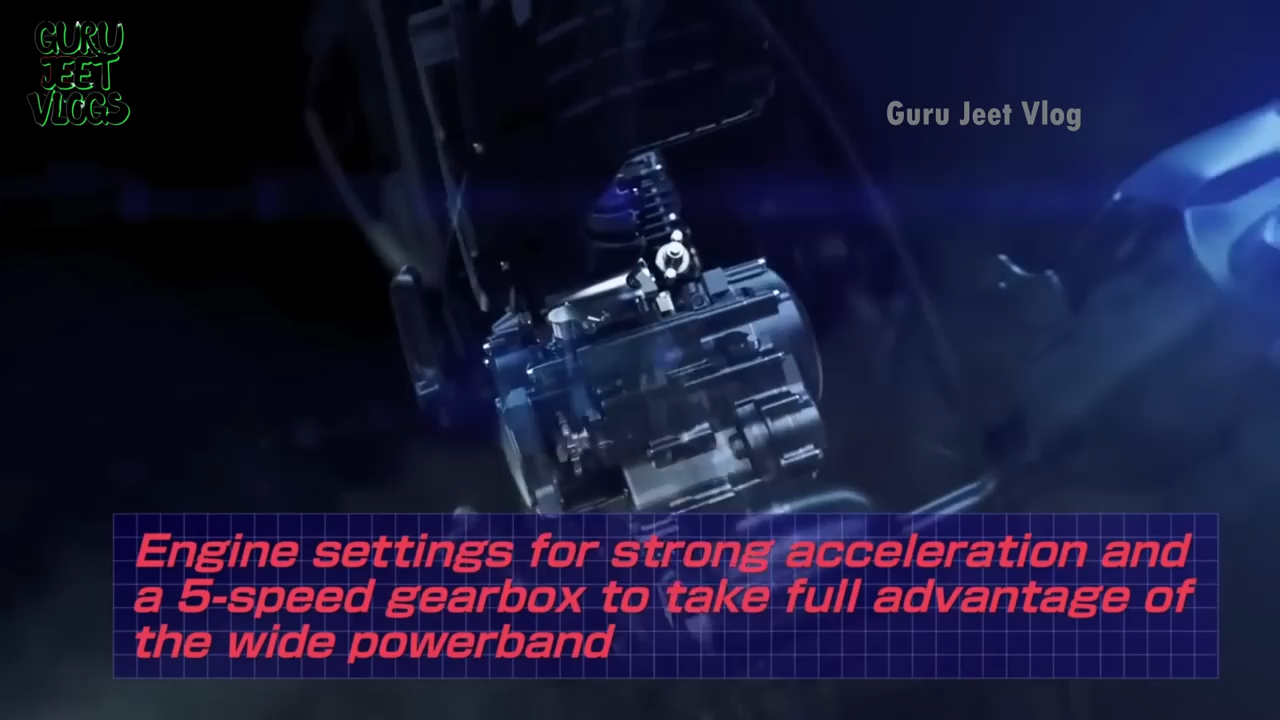 GURU
JEET
VLOGS
Guru Jeet Vlog
Engine settings for strong acceleration and
a 5-speed gearbox to take full advantage of
the wide powerband